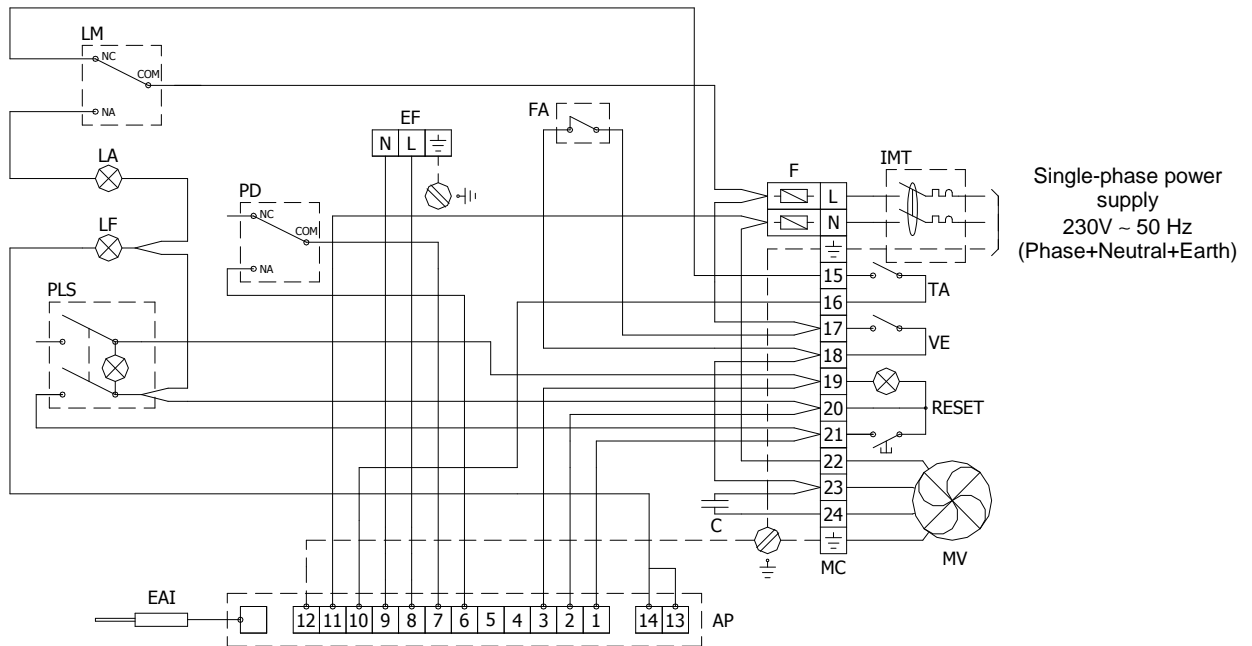 LM
NC
COM
NA
LA
LF
PLS
PD
NC
COM
NA
EF
N L
FA
F
IMT
L
N
15
16
17
18
19
20
21
22
23
24
TA
VE
RESET
C
MC
MV
Single-phase power
supply
230V ~ 50 Hz
(Phase+Neutral+Earth)
EAI
12 11 10 9 8 7 6 5 4 3 2 1 14 13
AP